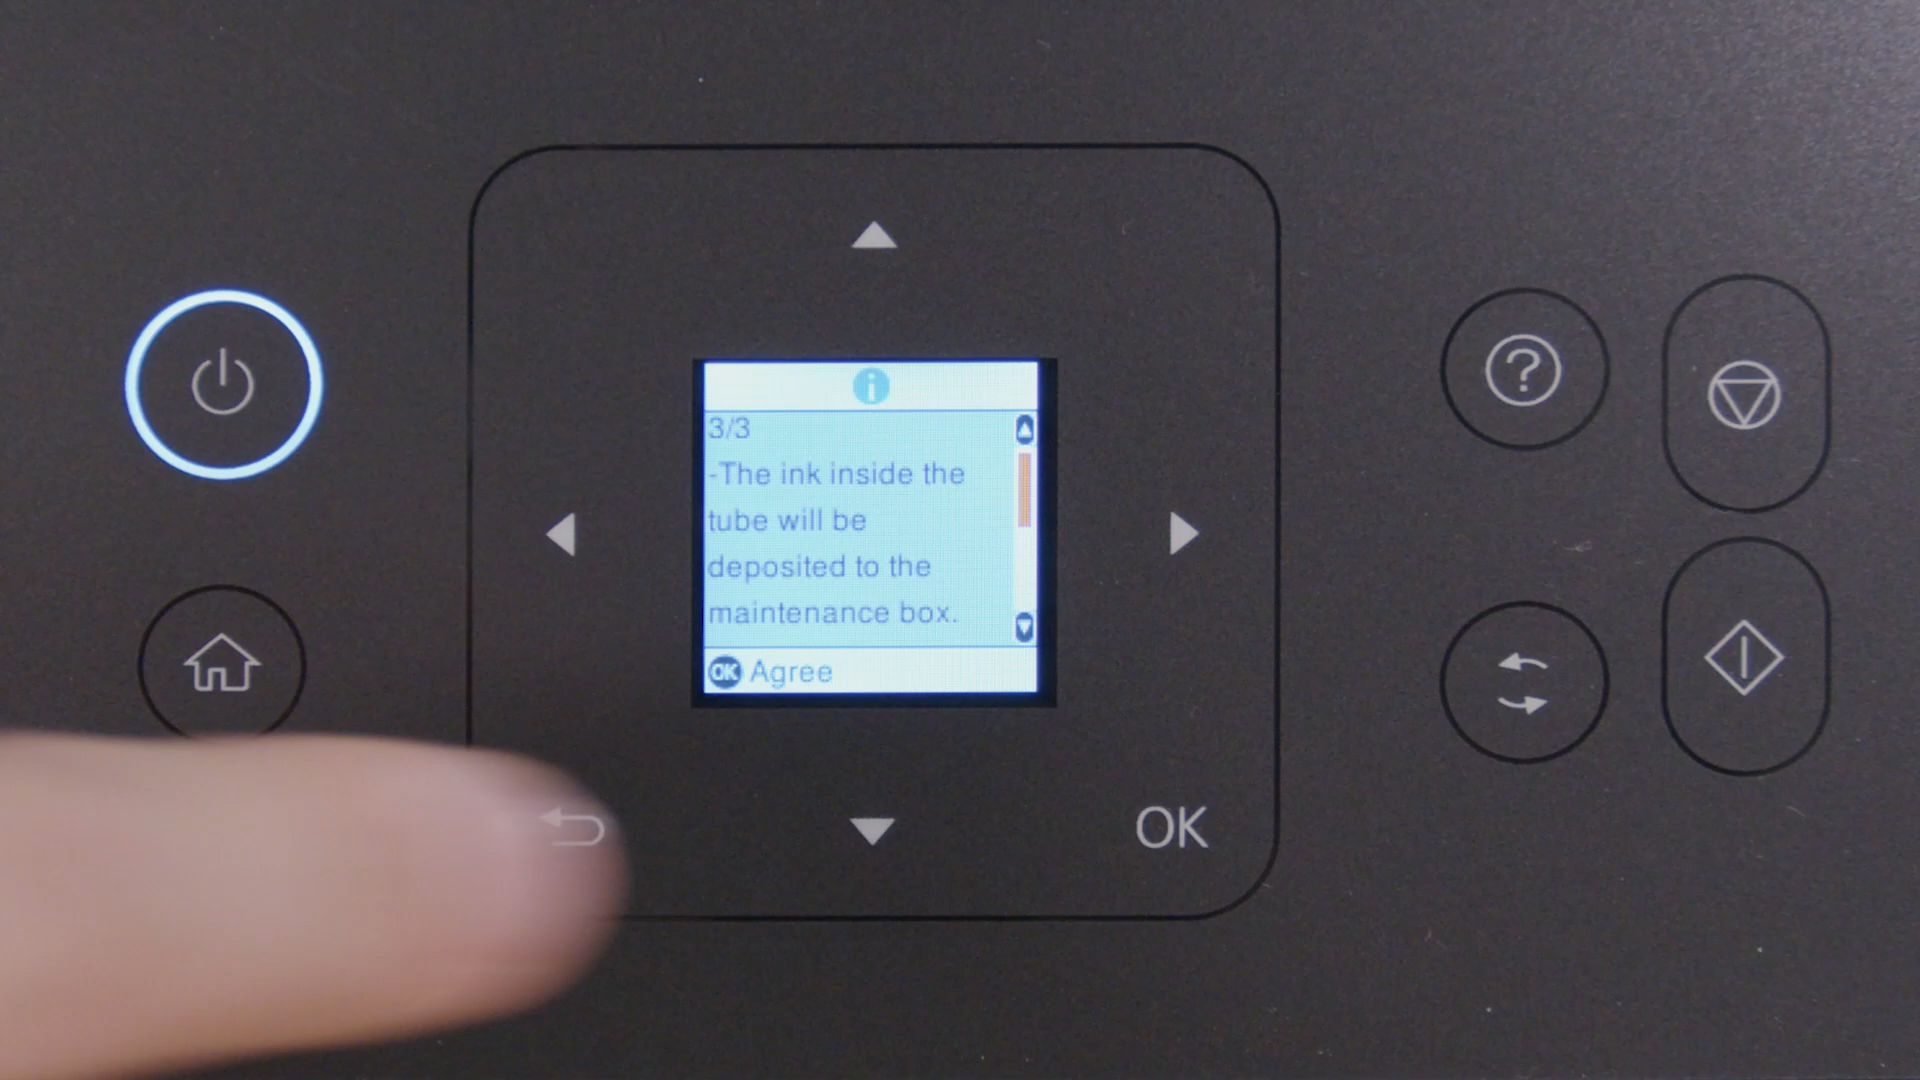 3/3
-The ink inside the
tube will be
deposited to the
maintenance box.
OK Agree
OK